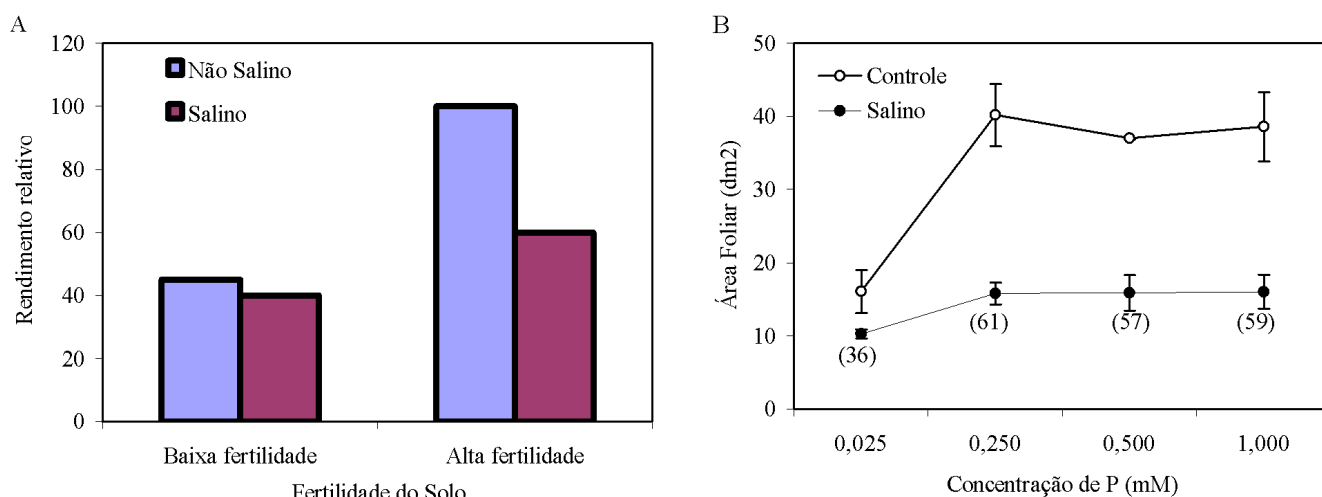 A
Rendimento relativo
120
100
80
60
40
20
0
Não Salino
Salino
Baixa fertilidade
Alta fertilidade
Fertilidade do Solo
B
Área Foliar (dm2)
50
40
30
20
10
0
Controle
Salino
(36)
(61)
(57)
(59)
0,025
0,250
0,500
1,000
Concentração de P (mM)